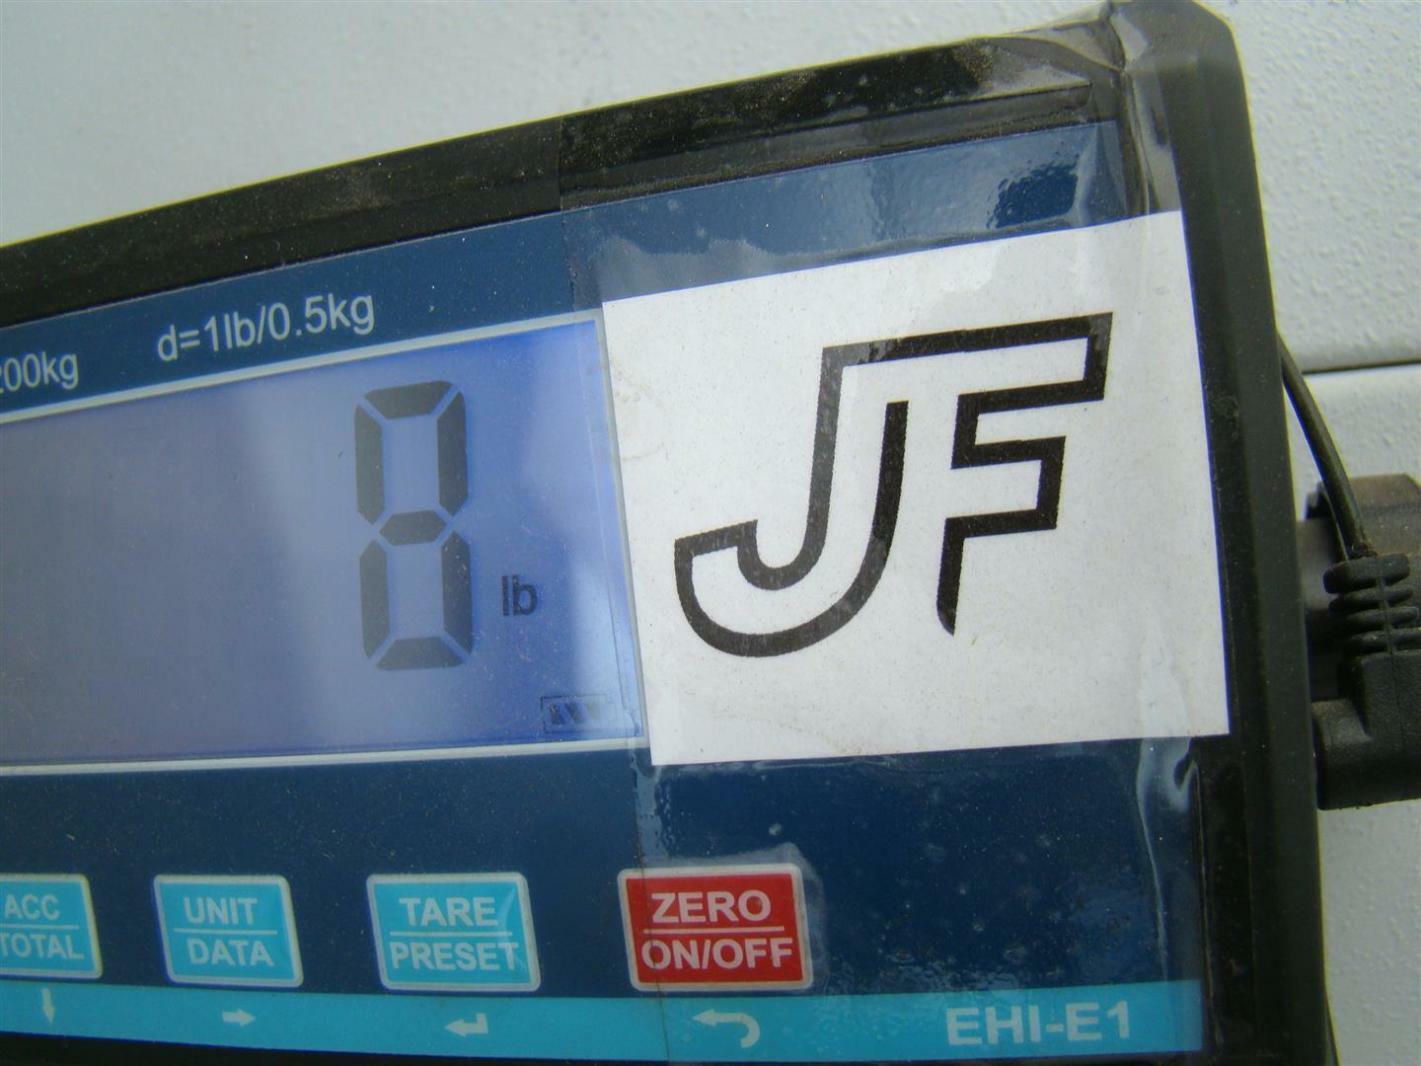 200kg d=1lb/0.5kg
8 lb
JF
ACC UNIT TARE ZERO
TOTAL DATA PRESET ON/OFF
EHI-E1